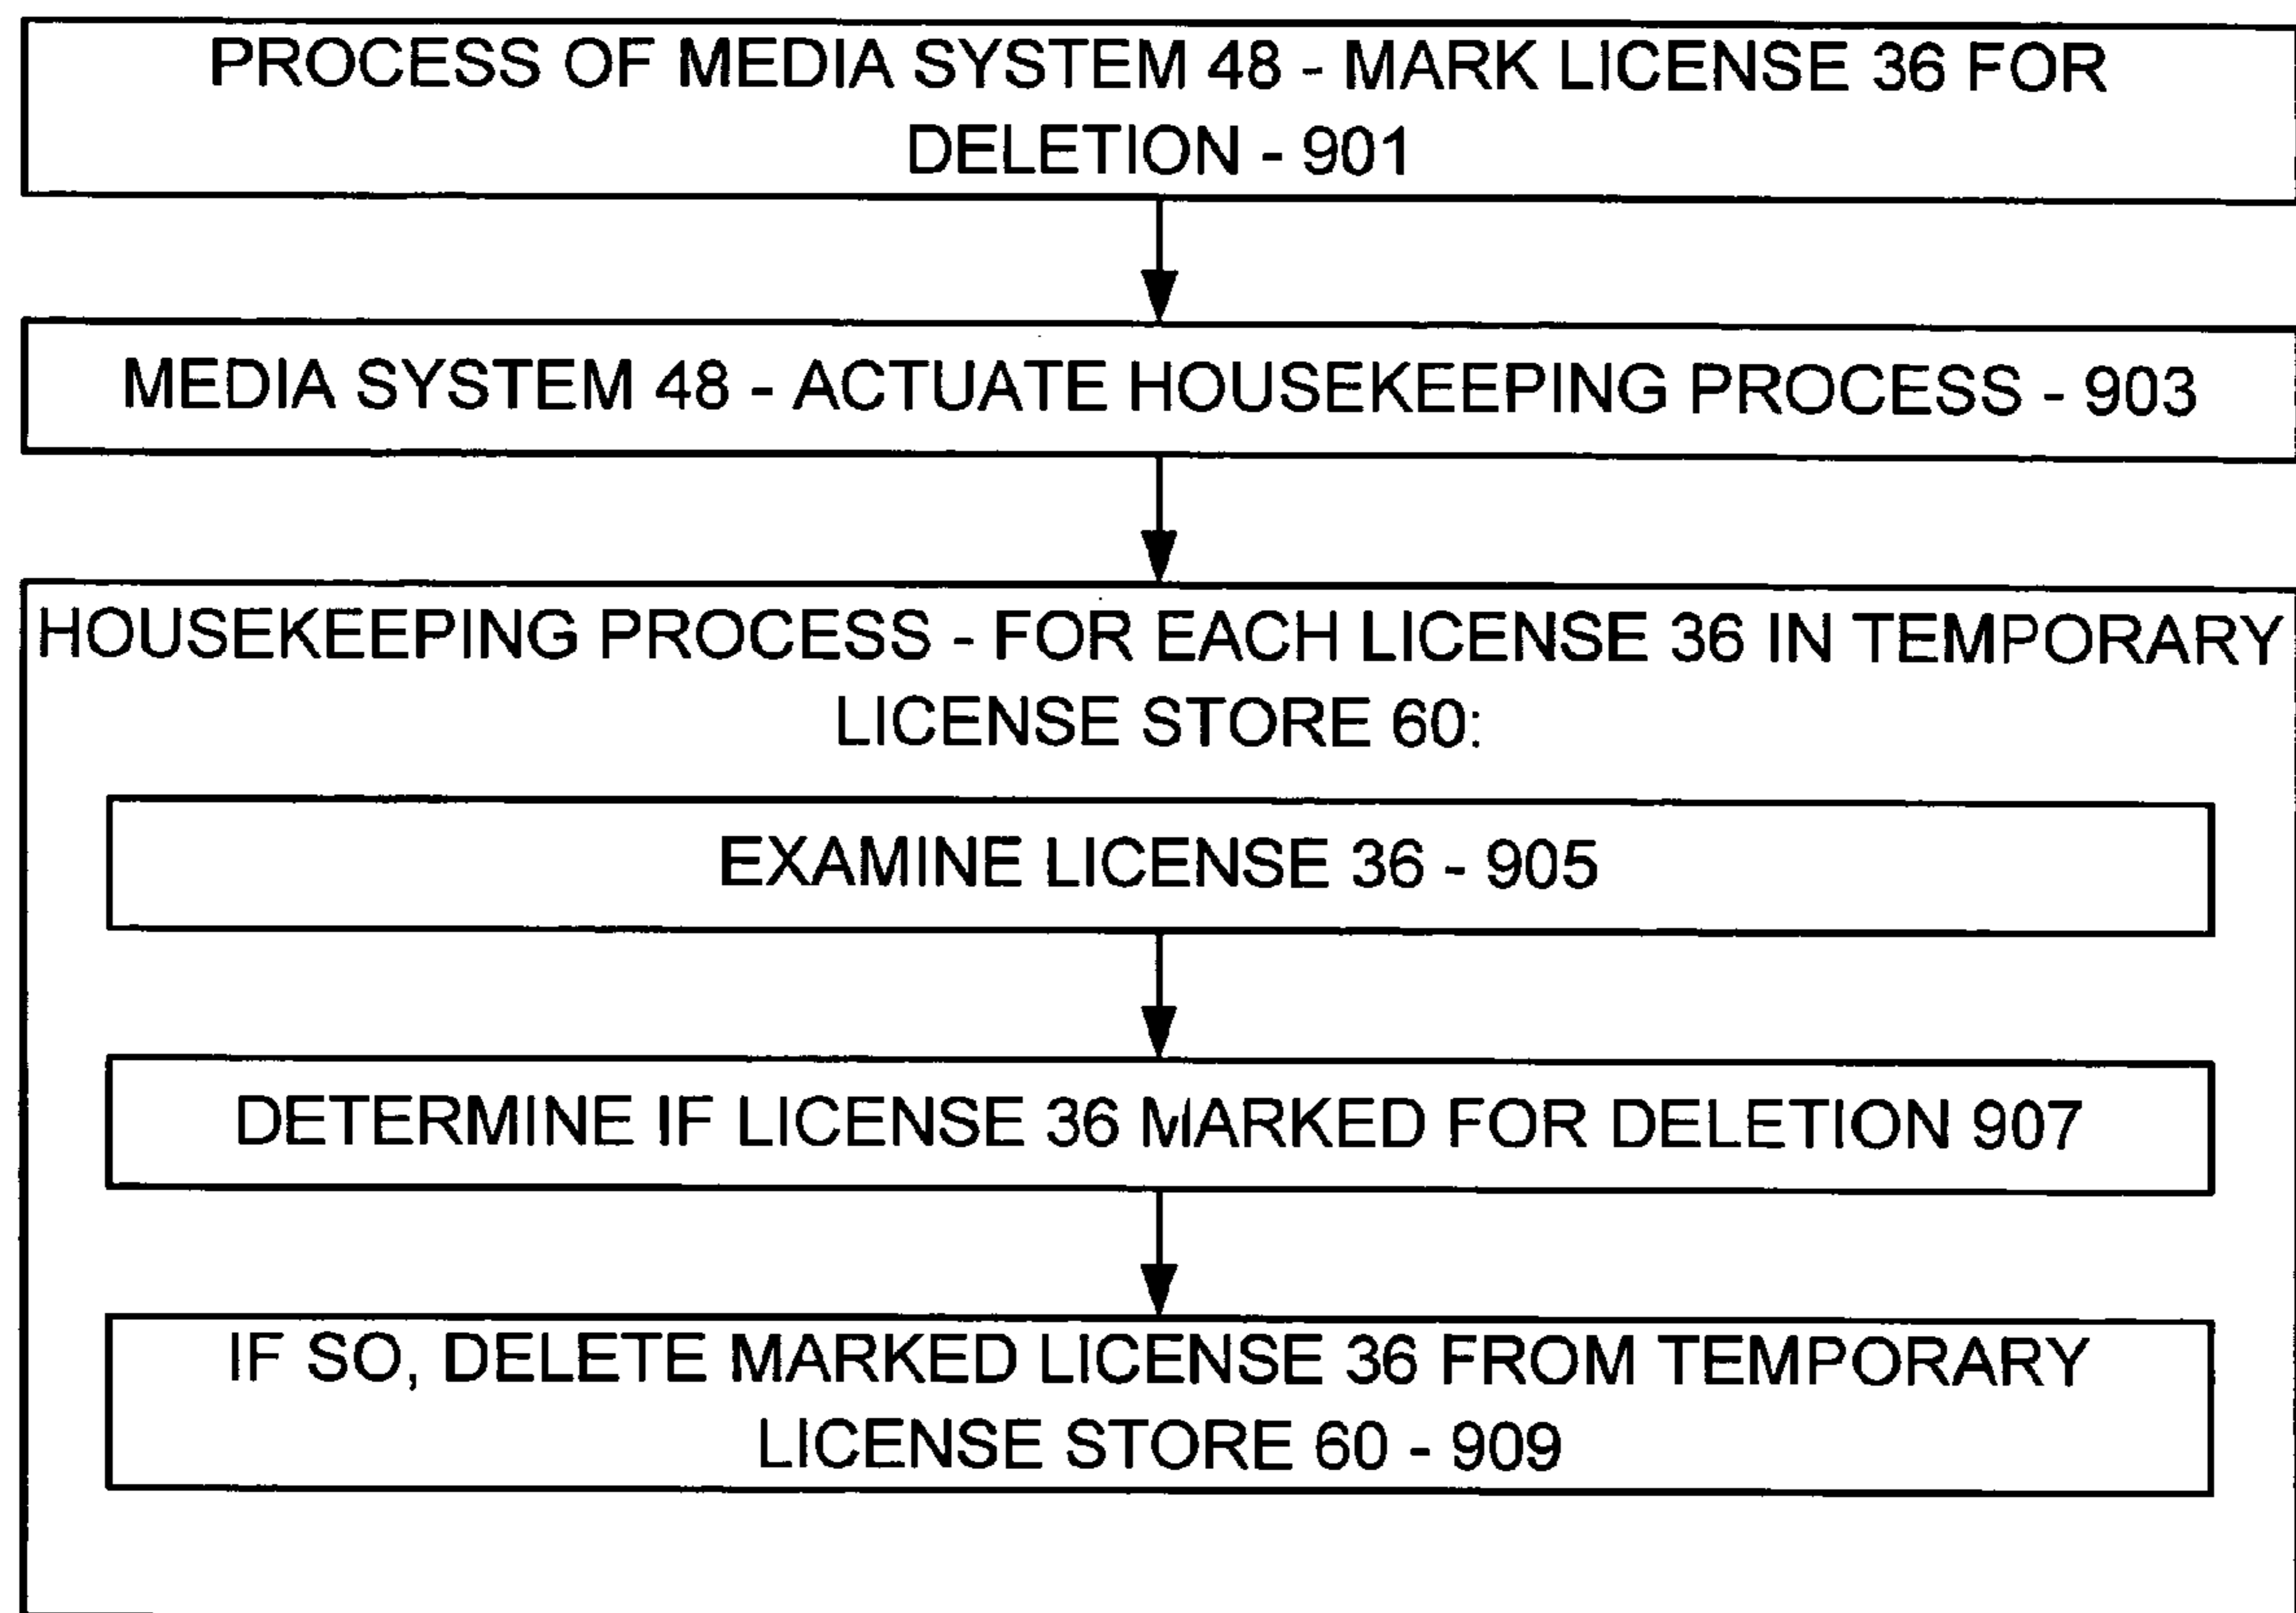 PROCESS OF MEDIA SYSTEM 48 - MARK LICENSE 36 FOR
DELETION - 901
MEDIA SYSTEM 48 - ACTUATE HOUSEKEEPING PROCESS - 903
HOUSEKEEPING PROCESS - FOR EACH LICENSE 36 IN TEMPORARY
LICENSE STORE 60:
EXAMINE LICENSE 36 - 905
DETERMINE IF LICENSE 36 MARKED FOR DELETION 907
IF SO, DELETE MARKED LICENSE 36 FROM TEMPORARY
LICENSE STORE 60 - 909